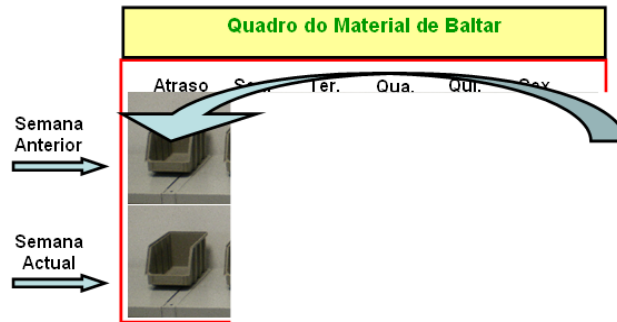 Quadro do Material de Baltar
Atraso Ter. Qua. Qui.
Semana
Anterior
Semana
Actual